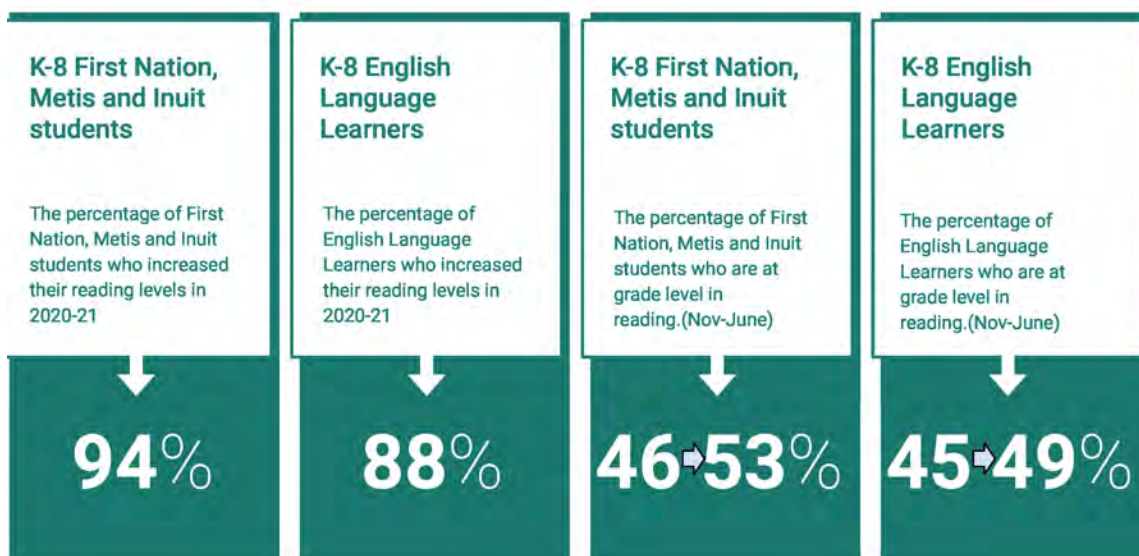 K-8 First Nation,
Metis and Inuit
students
The percentage of First
Nation, Metis and Inuit
students who increased
their reading levels in
2020-21
94%
K-8 English
Language
Learners
The percentage of
English Language
Learners who increased
their reading levels in
2020-21
88%
K-8 First Nation,
Metis and Inuit
students
The percentage of First
Nation, Metis and Inuit
students who are at
grade level in
reading.(Nov-June)
46 53%
K-8 English
Language
Learners
The percentage of
English Language
Learners who are at
grade level in
reading.(Nov-June)
45 49%